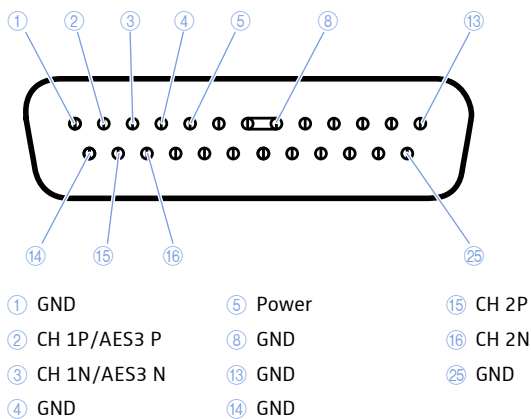 ① ② ③ ④ ⑤ ⑧ ⑬
⑭ ⑮ ⑯ ㉕
① GND
② CH 1P/AES3 P
③ CH 1N/AES3 N
④ GND
⑤ Power
⑧ GND
⑬ GND
⑭ GND
⑮ CH 2P
⑯ CH 2N
㉕ GND